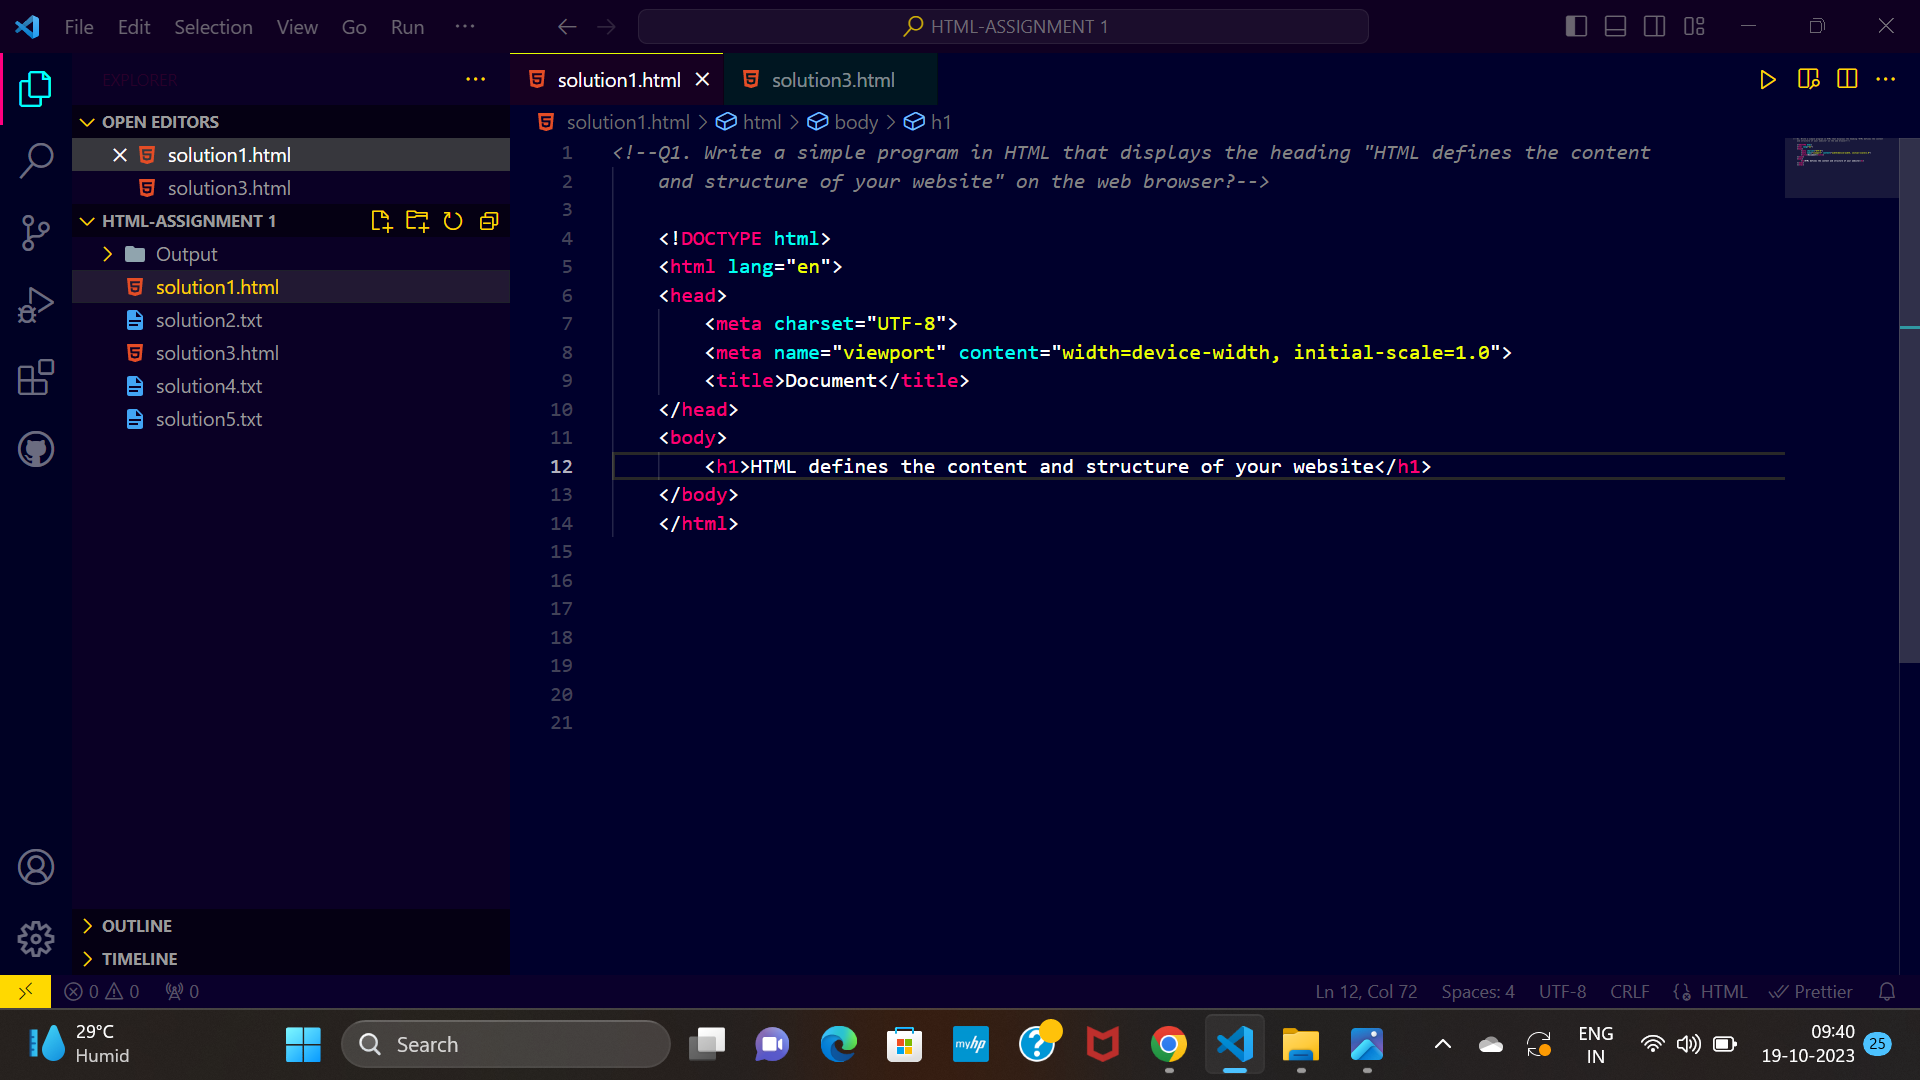 File Edit Selection View Go Run ···
HTML-ASSIGNMENT 1
EXPLORER
OPEN EDITORS
solution1.html
solution3.html
HTML-ASSIGNMENT 1
Output
solution1.html
solution2.txt
solution3.html
solution4.txt
solution5.txt
OUTLINE
TIMELINE
solution1.html solution3.html
solution1.html > html > body > h1
1 <!--Q1. Write a simple program in HTML that displays the heading "HTML defines the content
2 and structure of your website" on the web browser?-->
3
4 <!DOCTYPE html>
5 <html lang="en">
6 <head>
7 <meta charset="UTF-8">
8 <meta name="viewport" content="width=device-width, initial-scale=1.0">
9 <title>Document</title>
10 </head>
11 <body>
12 <h1>HTML defines the content and structure of your website</h1>
13 </body>
14 </html>
15
16
17
18
19
20
21
0 0 0
Ln 12, Col 72 Spaces: 4 UTF-8 CRLF HTML Prettier
29°C
Humid
Search
myhp
ENG
IN
09:40
19-10-2023
25